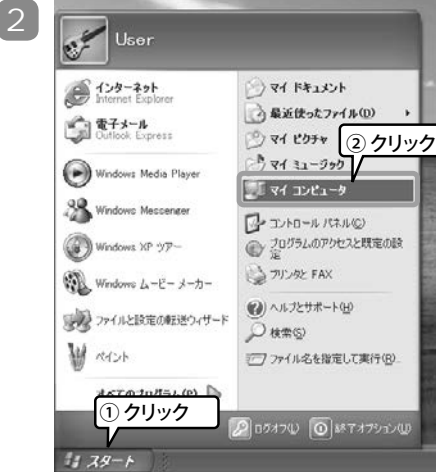 2
User
インターネット
Internet Explorer
電子メール
Outlook Express
Windows Media Player
Windows Messenger
Windows XP ツアー
Windows ムービー メーカー
ファイルと設定の転送ウィザード
ペイント
すべてのプログラム(P)
① クリック
マイ ドキュメント
最近使ったファイル(D)
マイ ピクチャ
② クリック
マイ ミュージック
マイ コンピュータ
コントロール パネル(C)
プログラムのアクセスと既定の設
定
プリンタと FAX
ヘルプとサポート(H)
検索(S)
ファイル名を指定して実行(R)...
ログオフ(L)
終了オプション(U)
スタート